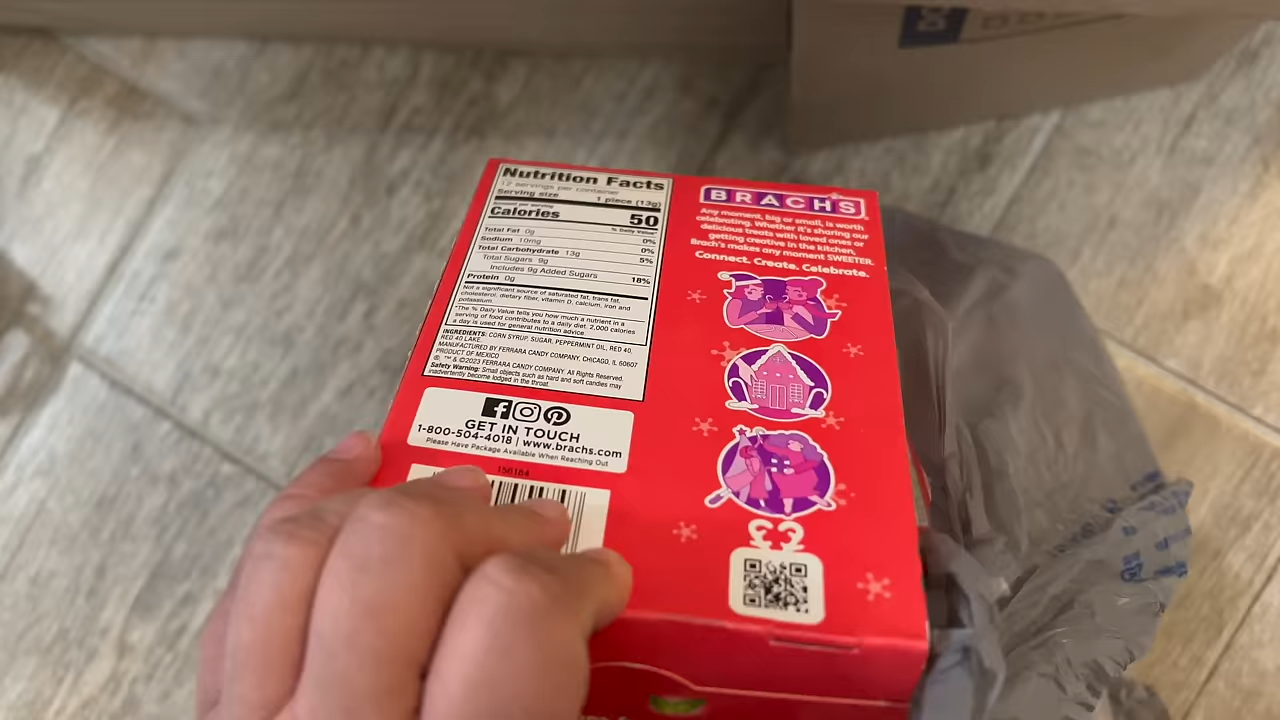 Nutrition Facts
12 servings per container
Serving size 1 piece (13g)
Amount per serving
Calories 50
% Daily Value*
Total Fat 0g 0%
Sodium 10mg 0%
Total Carbohydrate 13g 5%
Total Sugars 9g
Includes 9g Added Sugars 18%
Protein 0g
Not a significant source of saturated fat, trans fat,
cholesterol, dietary fiber, vitamin D, calcium, iron and
potassium.
*The % Daily Value tells you how much a nutrient in a
serving of food contributes to a daily diet. 2,000 calories
a day is used for general nutrition advice.
INGREDIENTS: CORN SYRUP, SUGAR, PEPPERMINT OIL, RED 40,
RED 40 LAKE.
MANUFACTURED BY FERRARA CANDY COMPANY, CHICAGO, IL 60607
PRODUCT OF MEXICO
® ™ & ©2023 FERRARA CANDY COMPANY. All Rights Reserved.
Safety Warning: Small objects such as hard and soft candies may
inadvertently become lodged in the throat.
GET IN TOUCH
1-800-504-4018 | www.brachs.com
Please Have Package Available When Reaching Out
156184
BRACH'S
Any moment, big or small, is worth
celebrating. Whether it's sharing our
delicious treats with loved ones or
getting creative in the kitchen,
Brach's makes any moment SWEETER.
Connect. Create. Celebrate.